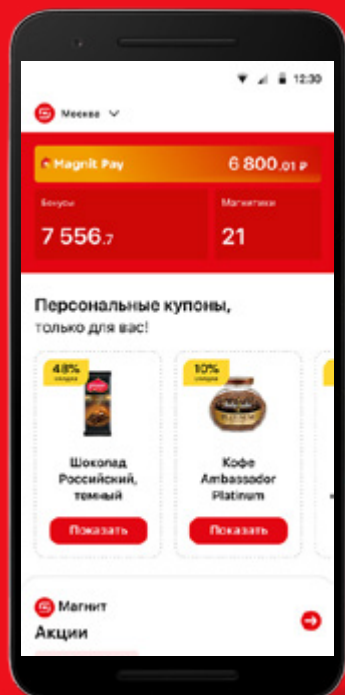 12:30
Москва
Magnit Pay
6 800.01 ₽
Бонусы
7 556.7
Магнитики
21
Персональные купоны,
только для вас!
48%
скидка
Шоколад
Российский,
темный
Показать
10%
скидка
Кофе
Ambassador
Platinum
Показать
Магнит
Акции